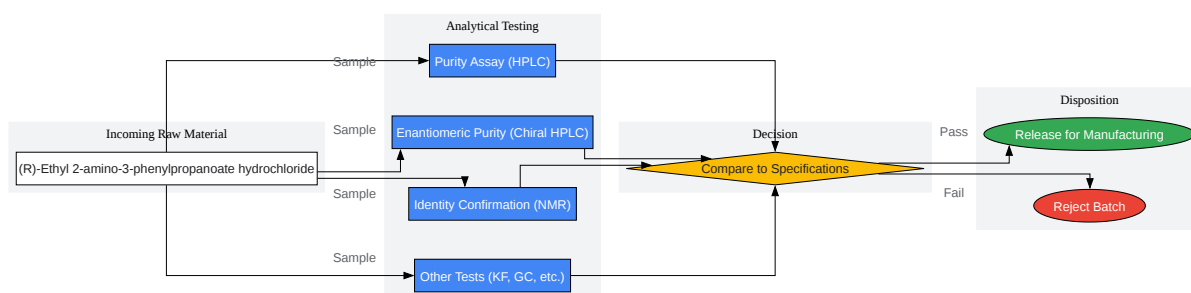 Analytical Testing
Sample
Purity Assay (HPLC)
Disposition
Incoming Raw Material
Sample
Enantiomeric Purity (Chiral HPLC)
Decision
Pass
Release for Manufacturing
(R)-Ethyl 2-amino-3-phenylpropanoate hydrochloride
Compare to Specifications
Sample
Identity Confirmation (NMR)
Fail
Reject Batch
Sample
Other Tests (KF, GC, etc.)